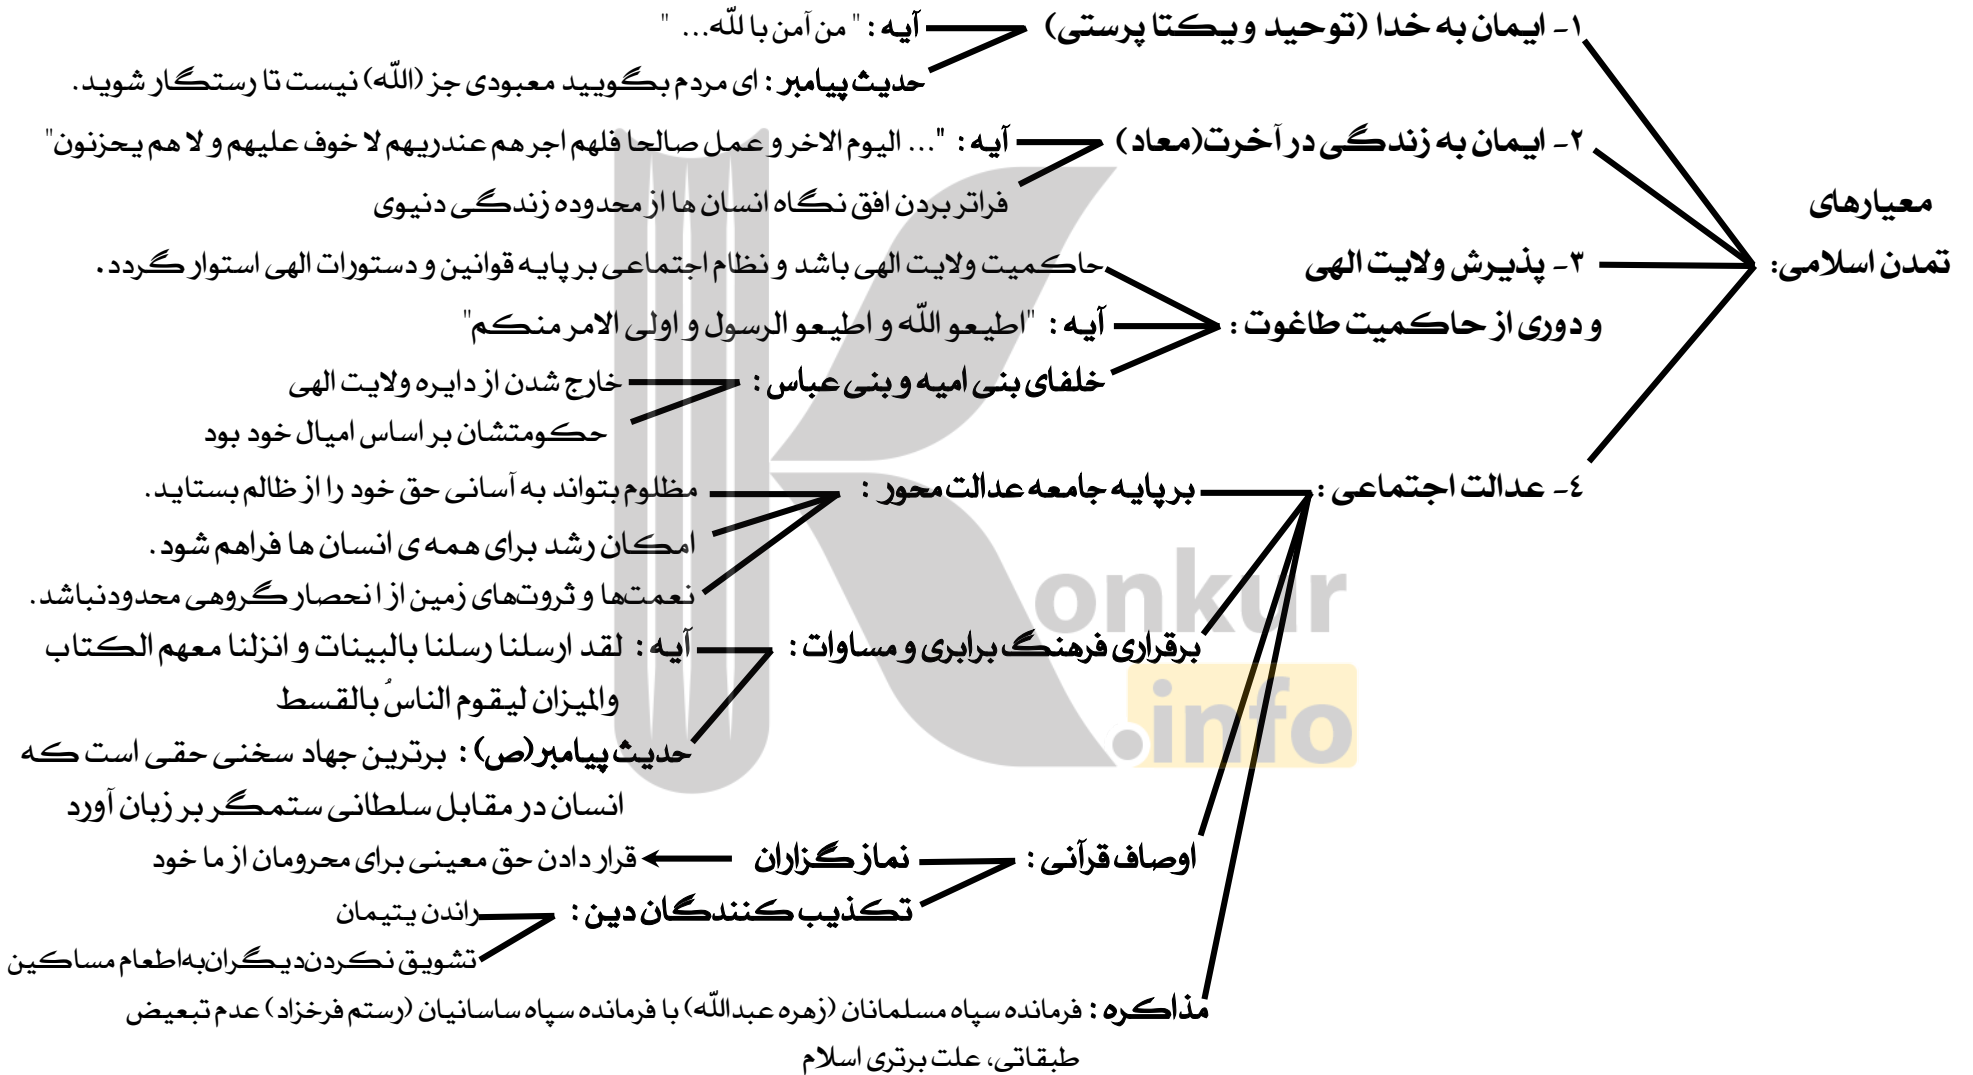 ۱- ایمان به خدا (توحید و یکتا پرستی)
آیه : " من آمن با للّه... "
حدیث پیامبر : ای مردم بگویید معبودی جز (اللّه) نیست تا رستگار شوید.
۲- ایمان به زندگی در آخرت(معاد)
آیه : "... الیوم الاخر و عمل صالحا فلهم اجر هم عندربهم لا خوف علیهم و لا هم یحزنون"
فراتر بردن افق نگاه انسان ها از محدوده زندگی دنیوی
معیارهای
تمدن اسلامی:
۳- پذیرش ولایت الهی
و دوری از حاکمیت طاغوت :
حاکمیت ولایت الهی باشد و نظام اجتماعی بر پایه قوانین و دستورات الهی استوار گردد.
آیه : "اطیعو اللّه و اطیعو الرسول و اولی الامر منکم"
خلفای بنی امیه و بنی عباس :
خارج شدن از دایره ولایت الهی
حکومتشان بر اساس امیال خود بود
٤- عدالت اجتماعی :
بر پایه جامعه عدالت محور :
مظلوم بتواند به آسانی حق خود را از ظالم بستاید.
امکان رشد برای همه ی انسان ها فراهم شود.
نعمت‌ها و ثروت‌های زمین از ا نحصار گروهی محدودنباشد.
برقراری فرهنگ برابری و مساوات :
آیه : لقد ارسلنا رسلنا بالبینات و انزلنا معهم الکتاب
والمیزان لیقوم الناسُ بالقسط
حدیث پیامبر(ص) : برترین جهاد سخنی حقی است که
انسان در مقابل سلطانی ستمگر بر زبان آورد
اوصاف قرآنی :
نماز گزاران
قرار دادن حق معینی برای محرومان از ما خود
تکذیب کنندگان دین :
راندن یتیمان
تشویق نکردن‌دیگران‌به‌اطعام مساکین
مذاکره : فرمانده سپاه مسلمانان (زهره عبداللّه) با فرمانده سپاه ساسانیان (رستم فرخزاد) عدم تبعیض
طبقاتی، علت برتری اسلام
Konkur
.info